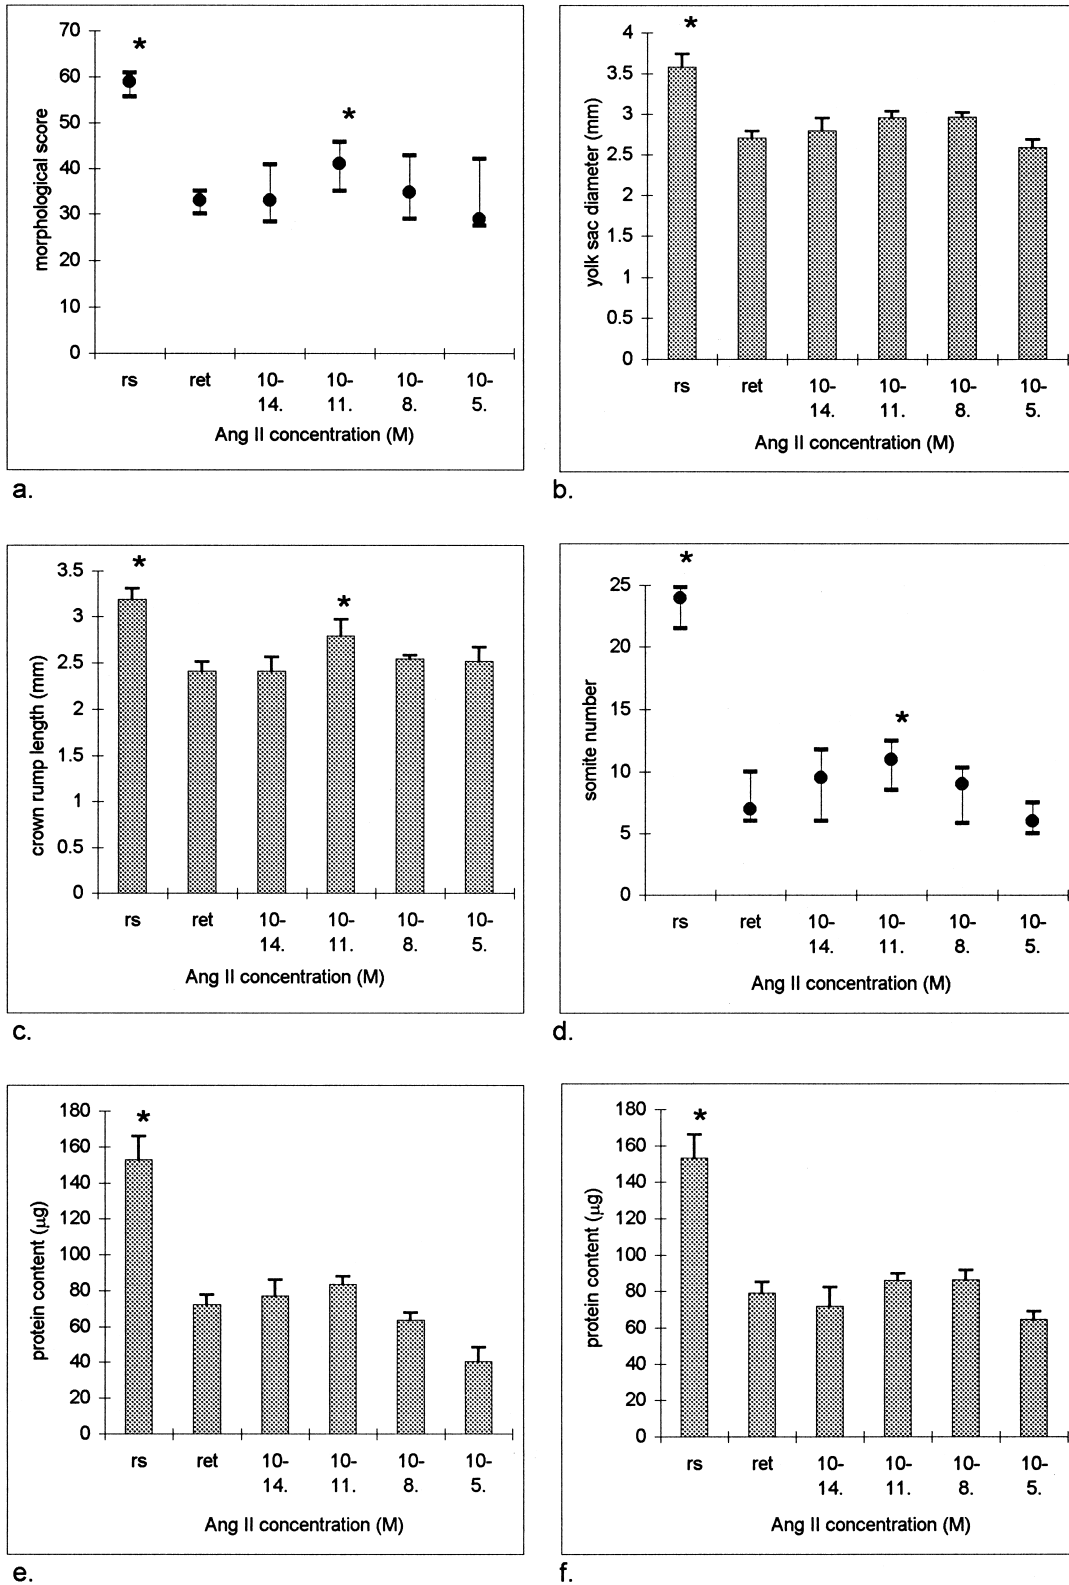 70
60
50
40
30
20
10
0
morphological score
*
*
rs ret 10- 10- 10- 10-
14. 11. 8. 5.
Ang II concentration (M)
a.
4
3.5
3
2.5
2
1.5
1
0.5
0
yolk sac diameter (mm)
*
rs ret 10- 10- 10- 10-
14. 11. 8. 5.
Ang II concentration (M)
b.
3.5
3
2.5
2
1.5
1
0.5
0
crown rump length (mm)
*
*
rs ret 10- 10- 10- 10-
14. 11. 8. 5.
Ang II concentration (M)
c.
25
20
15
10
5
0
somite number
*
*
rs ret 10- 10- 10- 10-
14. 11. 8. 5.
Ang II concentration (M)
d.
180
160
140
120
100
80
60
40
20
0
protein content (µg)
*
rs ret 10- 10- 10- 10-
14. 11. 8. 5.
Ang II concentration (M)
e.
180
160
140
120
100
80
60
40
20
0
protein content (µg)
*
rs ret 10- 10- 10- 10-
14. 11. 8. 5.
Ang II concentration (M)
f.